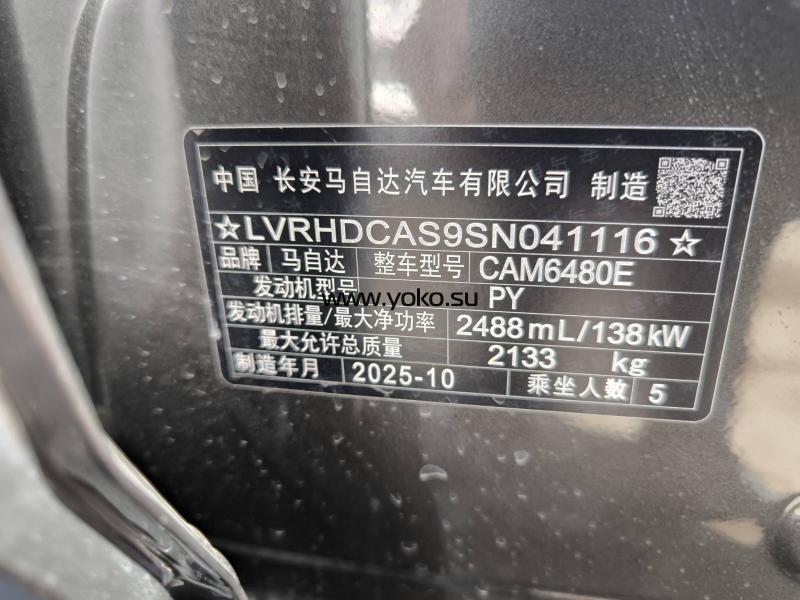 中国 长安马自达汽车有限公司 制造
☆LVRHDCAS9SN041116☆
品牌 马自达 整车型号 CAM6480E
发动机型号 PY
www.yoko.su
发动机排量/最大净功率 2488mL/138kW
最大允许总质量 2133 kg
制造年月 2025-10 乘坐人数 5